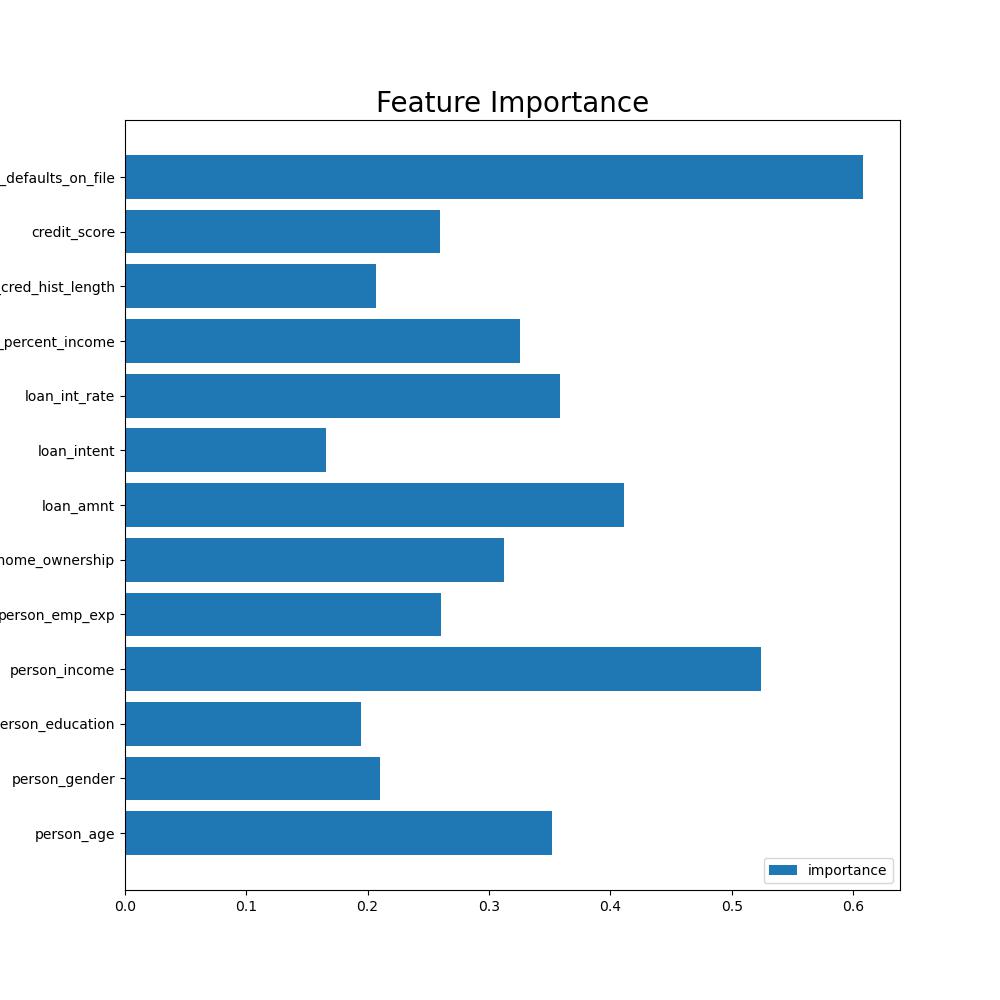 Feature Importance
_defaults_on_file
credit_score
cred_hist_length
_percent_income
loan_int_rate
loan_intent
loan_amnt
home_ownership
person_emp_exp
person_income
erson_education
person_gender
person_age
importance
0.0 0.1 0.2 0.3 0.4 0.5 0.6